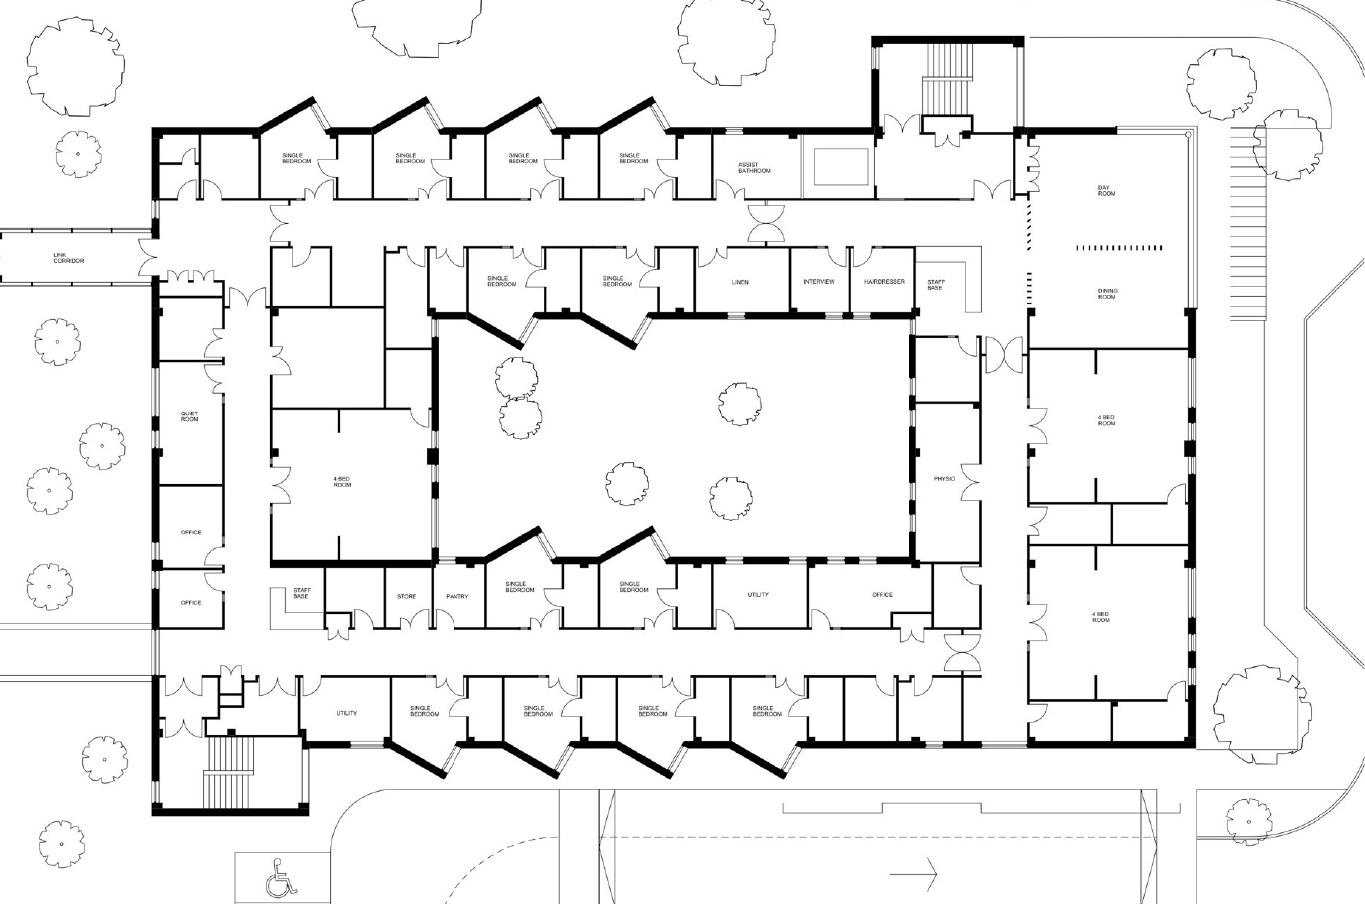 SINGLE
BEDROOM
SINGLE
BEDROOM
SINGLE
BEDROOM
SINGLE
BEDROOM
ASSIST
BATHROOM
DAY
ROOM
LINK
CORRIDOR
SINGLE
BEDROOM
SINGLE
BEDROOM
LINEN
INTERVIEW
HAIRDRESSER
STAFF
BASE
DINING
ROOM
QUIET
ROOM
4 BED
ROOM
4 BED
ROOM
PHYSIO
OFFICE
OFFICE
STAFF
BASE
STORE
PANTRY
SINGLE
BEDROOM
SINGLE
BEDROOM
UTILITY
OFFICE
4 BED
ROOM
UTILITY
SINGLE
BEDROOM
SINGLE
BEDROOM
SINGLE
BEDROOM
SINGLE
BEDROOM